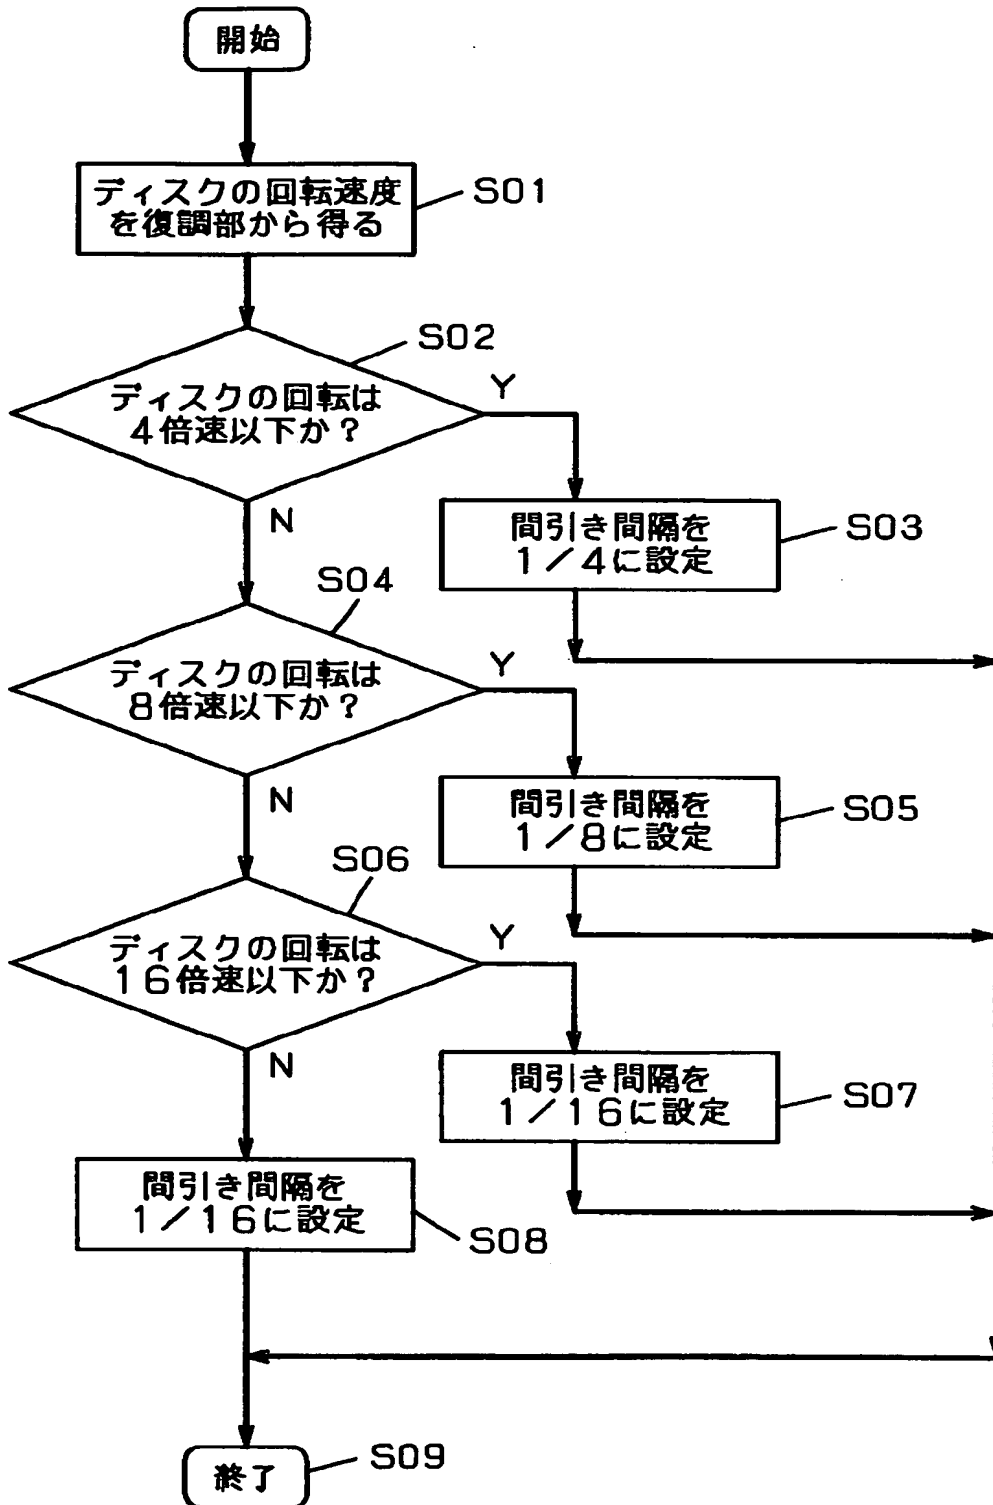 開始
ディスクの回転速度
を復調部から得る
S01
S02
ディスクの回転は
4倍速以下か?
Y
N
間引き間隔を
1/4に設定
S03
S04
ディスクの回転は
8倍速以下か?
Y
N
間引き間隔を
1/8に設定
S05
S06
ディスクの回転は
16倍速以下か?
Y
N
間引き間隔を
1/16に設定
S07
間引き間隔を
1/16に設定
S08
終了
S09